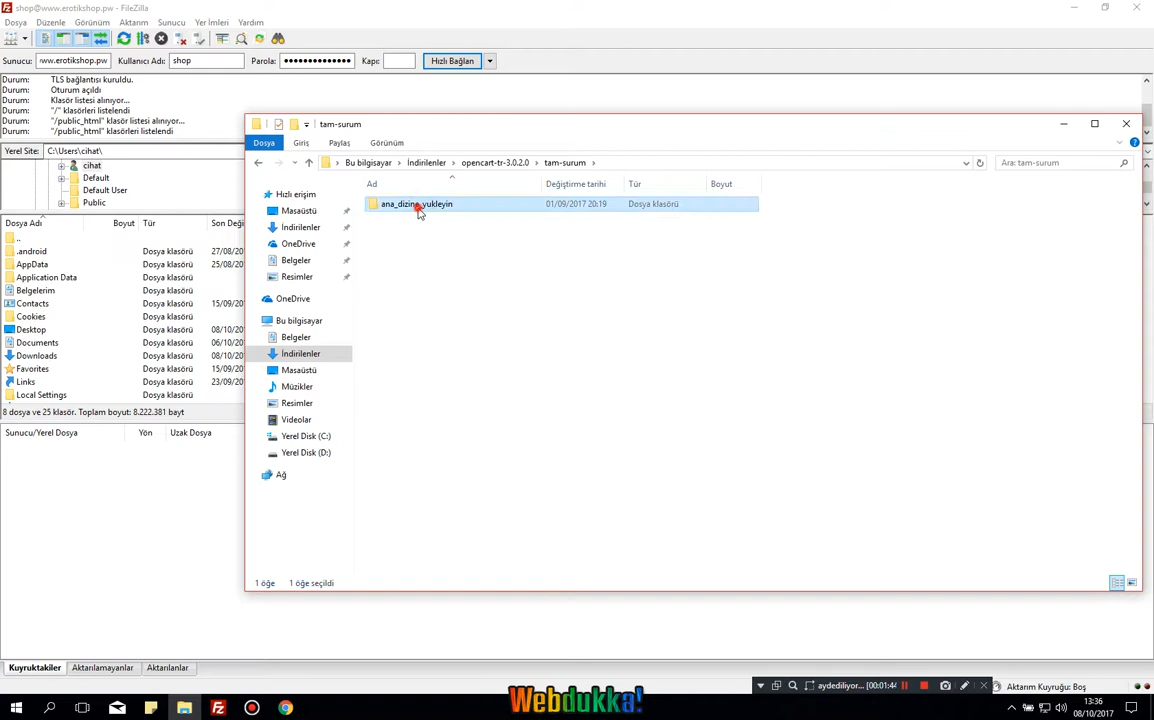 shop@www.erotikshop.pw - FileZilla
Dosya Düzenle Görünüm Aktarım Sunucu Yer İmleri Yardım
Sunucu: ww.erotikshop.pw Kullanıcı Adı: shop Parola: Kapı: Hızlı Bağlan
Durum: TLS bağlantısı kuruldu.
Durum: Oturum açıldı
Durum: Klasör listesi alınıyor...
Durum: "/" klasörleri listelendi
Durum: "/public_html" klasör listesi alınıyor...
Durum: "/public_html" klasörleri listelendi
Yerel Site: C:\Users\cihat\
cihat
Default
Default User
Public
Dosya Adı Boyut Tür Son Deği
..
.android Dosya klasörü 27/08/20
AppData Dosya klasörü 25/08/20
Application Data Dosya klasörü
Belgelerim Dosya klasörü
Contacts Dosya klasörü 15/09/20
Cookies Dosya klasörü
Desktop Dosya klasörü 08/10/20
Documents Dosya klasörü 06/10/20
Downloads Dosya klasörü 08/10/20
Favorites Dosya klasörü 15/09/20
Links Dosya klasörü 23/09/20
Local Settings Dosya klasörü
8 dosya ve 25 klasör. Toplam boyut: 8.222.381 bayt
Sunucu/Yerel Dosya Yön Uzak Dosya
Kuyruktakiler Aktarılamayanlar Aktarılanlar
tam-surum
Dosya Giriş Paylaş Görünüm
Bu bilgisayar İndirilenler opencart-tr-3.0.2.0 tam-surum
Ara: tam-surum
Ad Değiştirme tarihi Tür Boyut
ana_dizine_yukleyin 01/09/2017 20:19 Dosya klasörü
Hızlı erişim
Masaüstü
İndirilenler
OneDrive
Belgeler
Resimler
OneDrive
Bu bilgisayar
Belgeler
İndirilenler
Masaüstü
Müzikler
Resimler
Videolar
Yerel Disk (C:)
Yerel Disk (D:)
Ağ
1 öğe 1 öğe seçildi
aydediliyor... (00:01:44)
Aktarım Kuyruğu: Boş
Webdukka!
13:36
08/10/2017